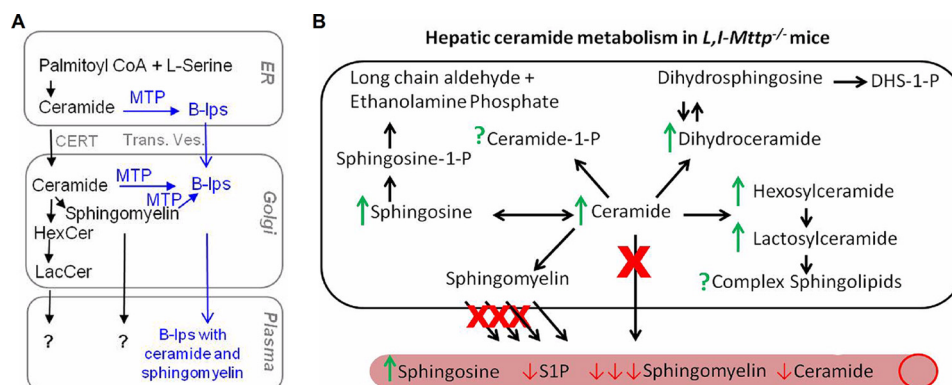 A
ER
Palmitoyl CoA + L-Serine
Ceramide MTP B-lps
CERT Trans. Ves.
Golgi
Ceramide MTP B-lps
MTP
Sphingomyelin
HexCer
LacCer
Plasma
? ? B-lps with
ceramide and
sphingomyelin
B
Hepatic ceramide metabolism in L,I-Mttp-/- mice
Long chain aldehyde +
Ethanolamine Phosphate
Dihydrosphingosine DHS-1-P
? Ceramide-1-P
Dihydroceramide
Sphingosine-1-P
Hexosylceramide
Sphingosine Ceramide
Lactosylceramide
Sphingomyelin
? Complex Sphingolipids
X
XXX
Sphingosine S1P Sphingomyelin Ceramide